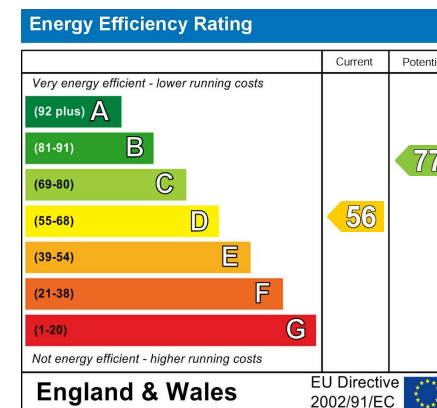 Energy Efficiency Rating
Current Potenti
Very energy efficient - lower running costs
(92 plus) A
(81-91) B
77
(69-80) C
(55-68) D
56
(39-54) E
(21-38) F
(1-20) G
Not energy efficient - higher running costs
England & Wales
EU Directive
2002/91/EC